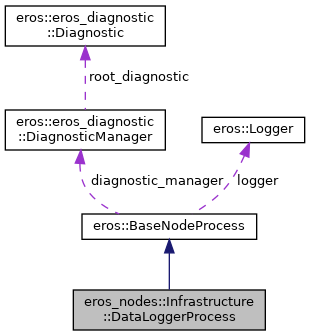 eros::eros_diagnostic
::Diagnostic
root_diagnostic
eros::eros_diagnostic
::DiagnosticManager
eros::Logger
diagnostic_manager
logger
eros::BaseNodeProcess
eros_nodes::Infrastructure
::DataLoggerProcess